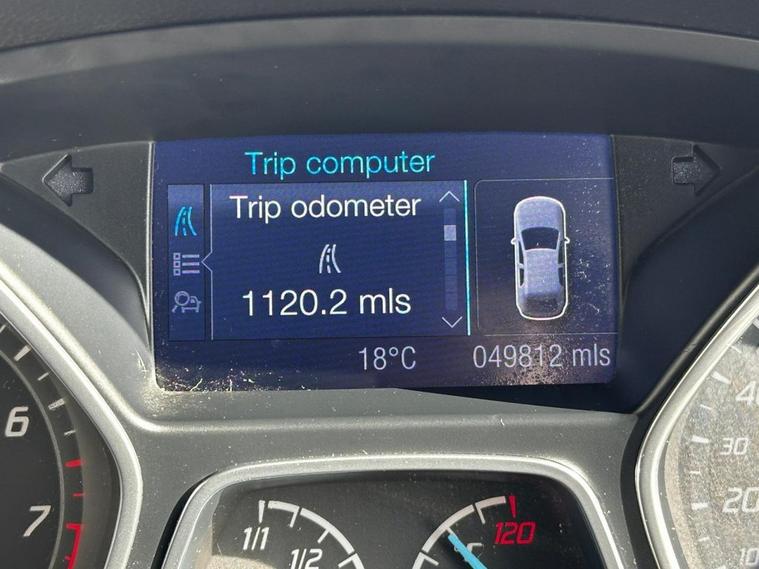 Trip computer
Trip odometer
1120.2 mls
18°C
049812 mls
6
7
1/1
1/2
°C
120
40
30
20
10